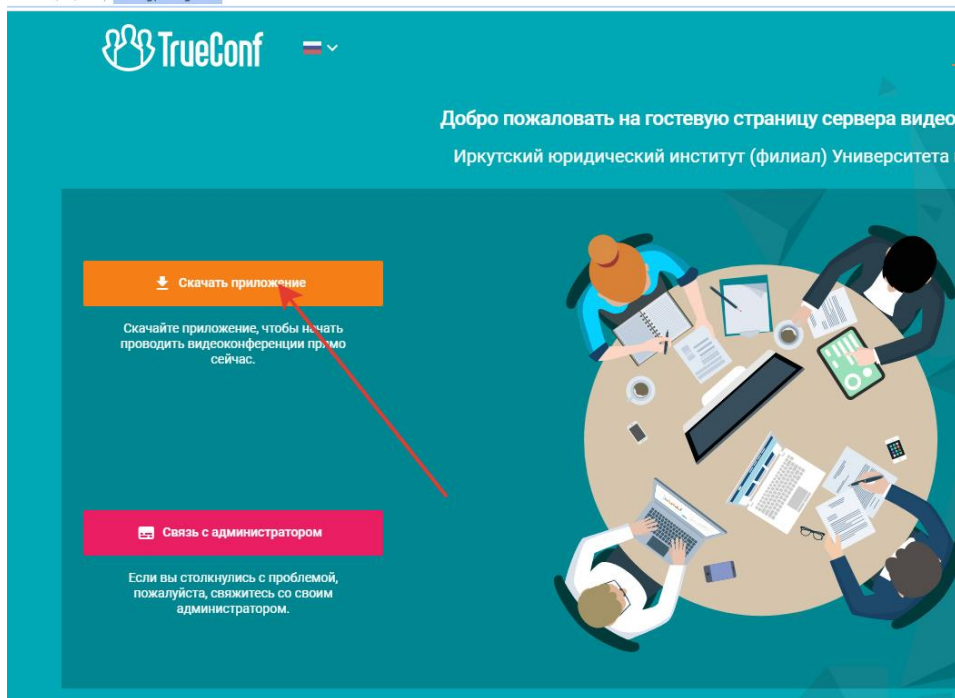 TrueConf
Добро пожаловать на гостевую страницу сервера видео
Иркутский юридический институт (филиал) Университета
Скачать приложение
Скачайте приложение, чтобы начать
проводить видеоконференции прямо
сейчас.
Связь с администратором
Если вы столкнулись с проблемой,
пожалуйста, свяжитесь со своим
администратором.